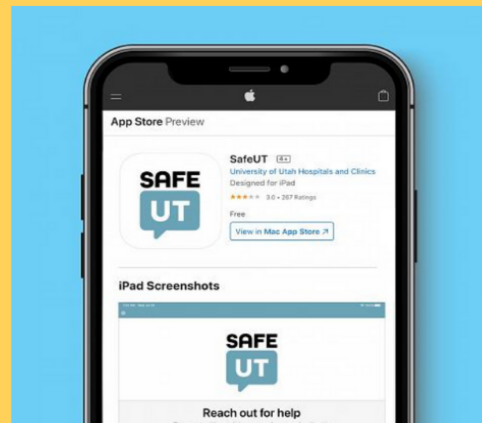 App Store Preview
SafeUT 4+
University of Utah Hospitals and Clinics
Designed for iPad
★★★★★ 3.0 • 267 Ratings
Free
View in Mac App Store ↗
SAFE
UT
iPad Screenshots
SAFE
UT
Reach out for help